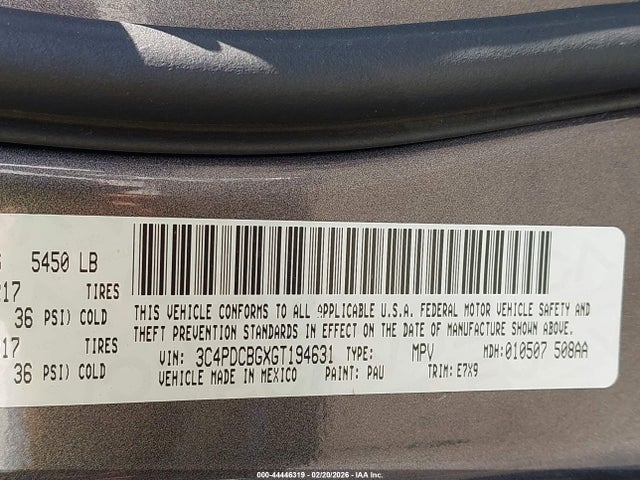 G 5450 LB
217 TIRES
36 PSI) COLD
17 TIRES
36 PSI) COLD
THIS VEHICLE CONFORMS TO ALL APPLICABLE U.S.A. FEDERAL MOTOR VEHICLE SAFETY AND
THEFT PREVENTION STANDARDS IN EFFECT ON THE DATE OF MANUFACTURE SHOWN ABOVE.
VIN: 3C4PDCBGXGT194631 TYPE: MPV MDH:010507 508AA
VEHICLE MADE IN MEXICO PAINT: PAU TRIM: E7X9
000-44446319 - 02/20/2026 - IAA Inc.